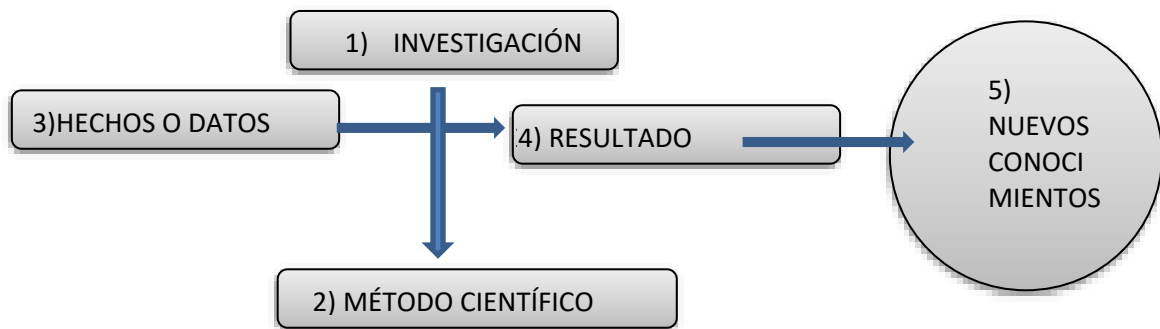 1) INVESTIGACIÓN
3)HECHOS O DATOS
4) RESULTADO
5)
NUEVOS
CONOCI
MIENTOS
2) MÉTODO CIENTÍFICO